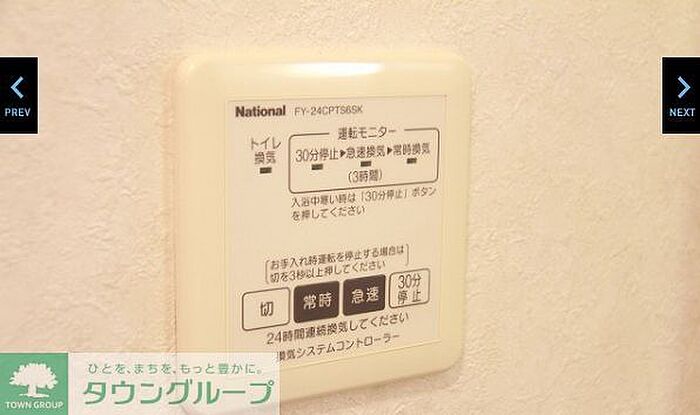 National FY-24CPTS6SK
運転モニター
トイレ
換気
30分停止▶急速換気▶常時換気
(3時間)
入浴中寒い時は「30分停止」ボタン
を押してください
お手入れ時運転を停止する場合は
切を3秒以上押してください
切
常時
急速
30分
停止
24時間連続換気してください
換気システムコントローラー
PREV
NEXT
ひとを、まちを、もっと豊かに。
タウングループ
TOWN GROUP